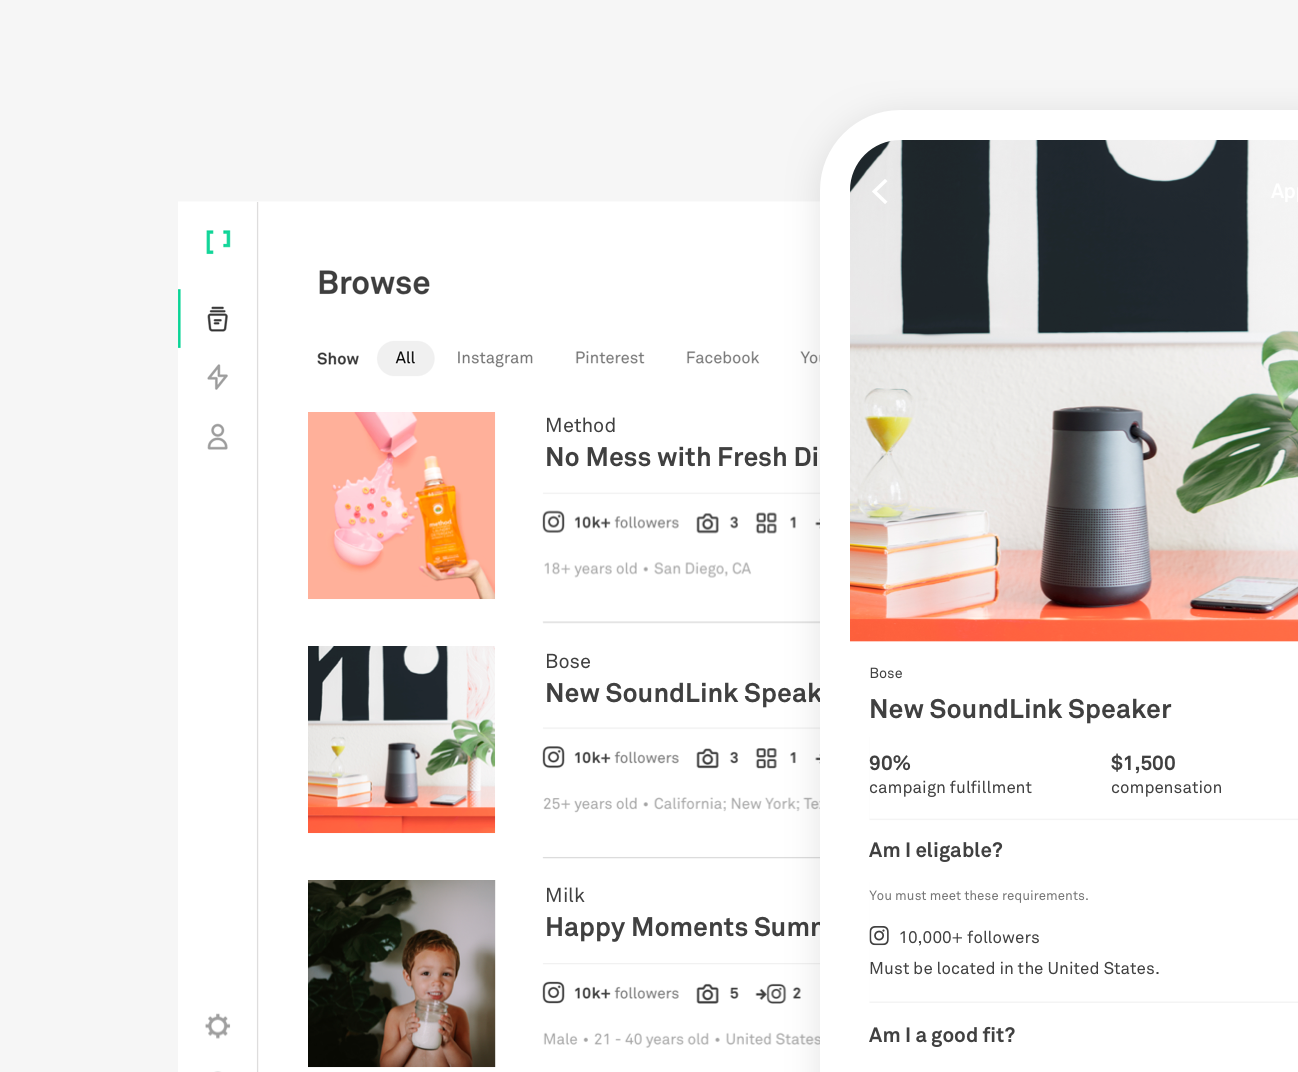 Browse
Show All Instagram Pinterest Facebook You
Method
No Mess with Fresh Di
10k+ followers 3 1
18+ years old • San Diego, CA
Bose
New SoundLink Speak
10k+ followers 3 1
25+ years old • California; New York; Te
Milk
Happy Moments Sum
10k+ followers 5 2
Male • 21 - 40 years old • United States
App
Bose
New SoundLink Speaker
90%
campaign fulfillment
$1,500
compensation
Am I eligable?
You must meet these requirements.
10,000+ followers
Must be located in the United States.
Am I a good fit?